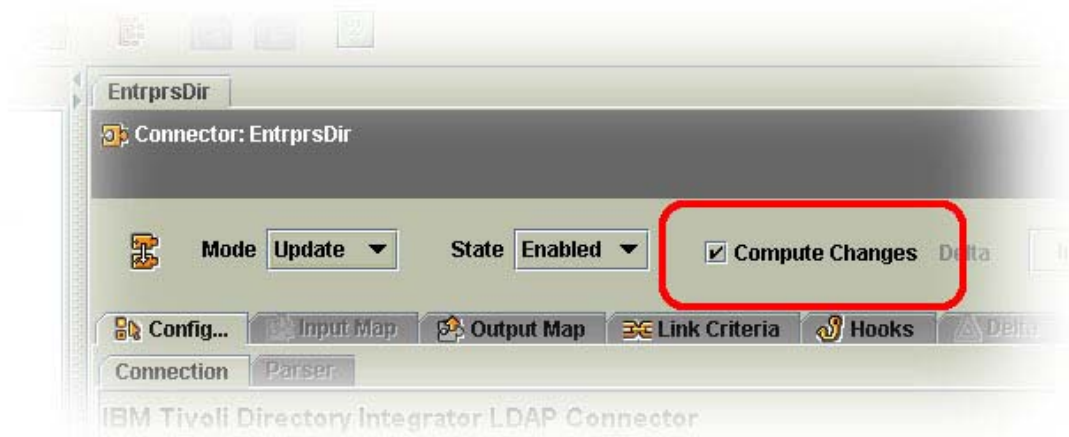 EntrprsDir
Connector: EntrprsDir
Mode Update State Enabled Compute Changes Delta
Config... Input Map Output Map Link Criteria Hooks Delta
Connection Parser
IBM Tivoli Directory Integrator LDAP Connector